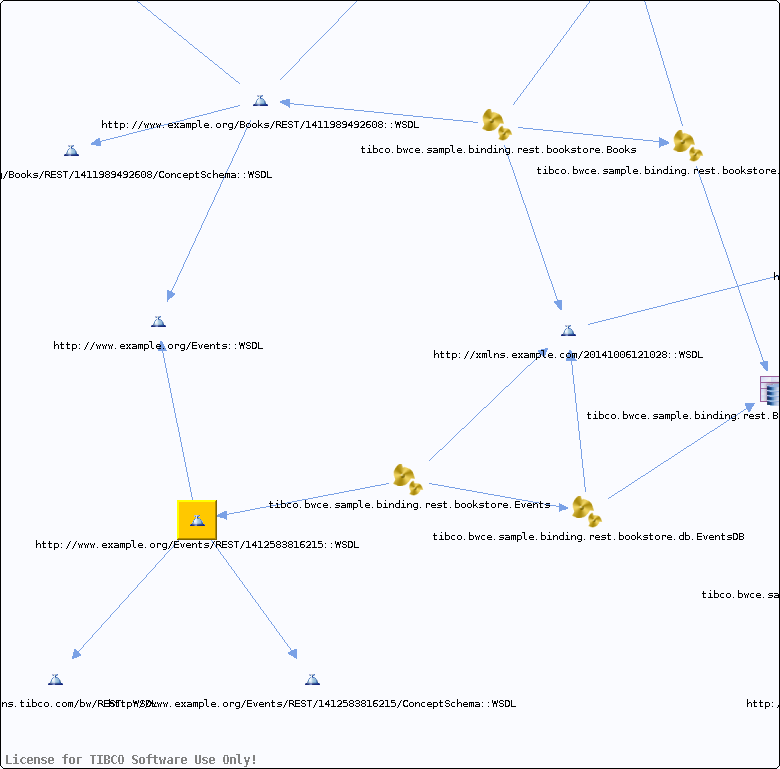 http://www.example.org/Books/REST/1411989492608::WSDL
tibco.bwce.sample.binding.rest.bookstore.Books
/Books/REST/1411989492608/ConceptSchema::WSDL
tibco.bwce.sample.binding.rest.bookstore.
http://www.example.org/Events::WSDL
http://xmlns.example.com/20141006121028::WSDL
tibco.bwce.sample.binding.rest.B
tibco.bwce.sample.binding.rest.bookstore.Events
tibco.bwce.sample.binding.rest.bookstore.db.EventsDB
http://www.example.org/Events/REST/1412583816215::WSDL
tibco.bwce.sa
ns.tibco.com/bw/REST::WSDL
http://www.example.org/Events/REST/1412583816215/ConceptSchema::WSDL
http:/
License for TIBCO Software Use Only!